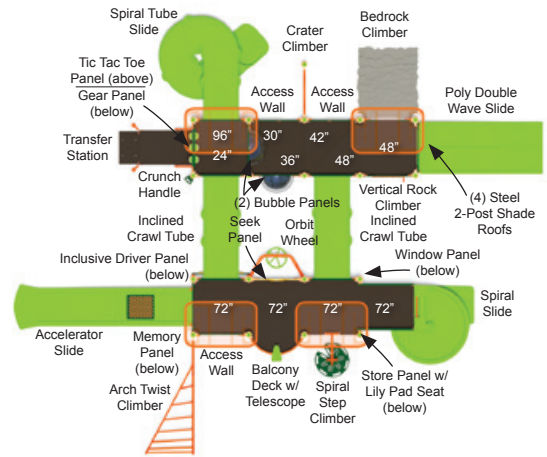 Spiral Tube
Slide
Crater
Climber
Bedrock
Climber
Tic Tac Toe
Panel (above)
Gear Panel
(below)
Access
Wall
Access
Wall
Poly Double
Wave Slide
Transfer
Station
96”
30”
42”
48”
24”
36”
48”
Crunch
Handle
(2) Bubble Panels
Vertical Rock
Climber
(4) Steel
2-Post Shade
Roofs
Inclined
Crawl Tube
Seek
Panel
Orbit
Wheel
Inclined
Crawl Tube
Inclusive Driver Panel
(below)
Window Panel
(below)
72”
72”
72”
72”
Spiral
Slide
Accelerator
Slide
Memory
Panel
(below)
Access
Wall
Balcony
Deck w/
Telescope
Spiral
Step
Climber
Store Panel w/
Lily Pad Seat
(below)
Arch Twist
Climber